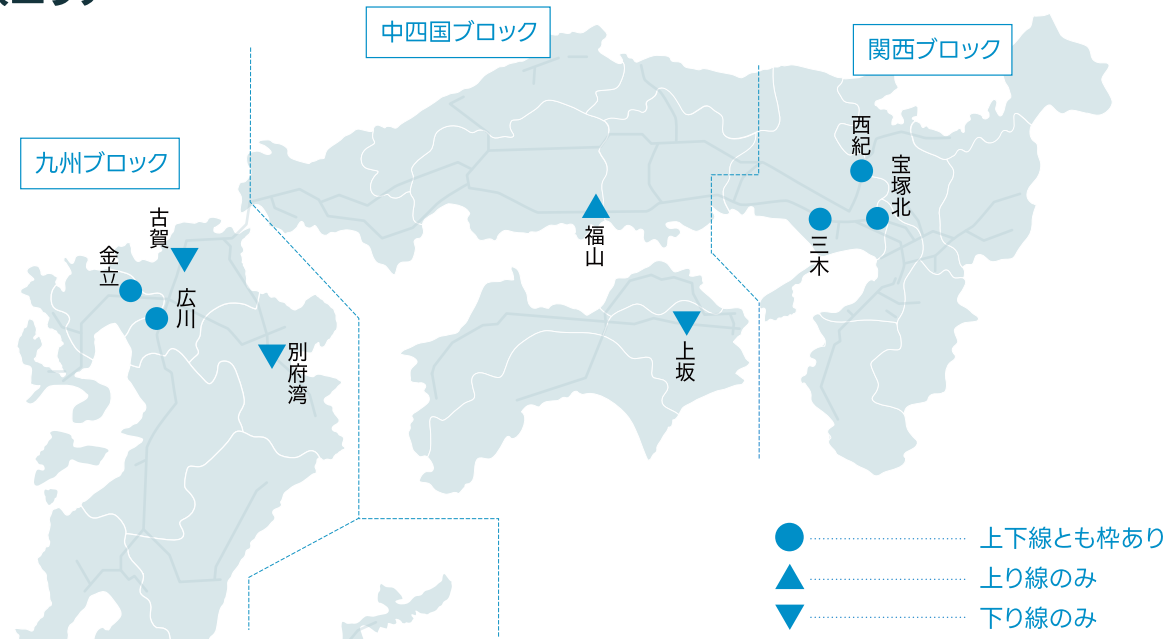 中四国ブロック
関西ブロック
九州ブロック
西紀
宝塚北
古賀
三木
福山
金立
広川
別府湾
上坂
上下線とも枠あり
上り線のみ
下り線のみ